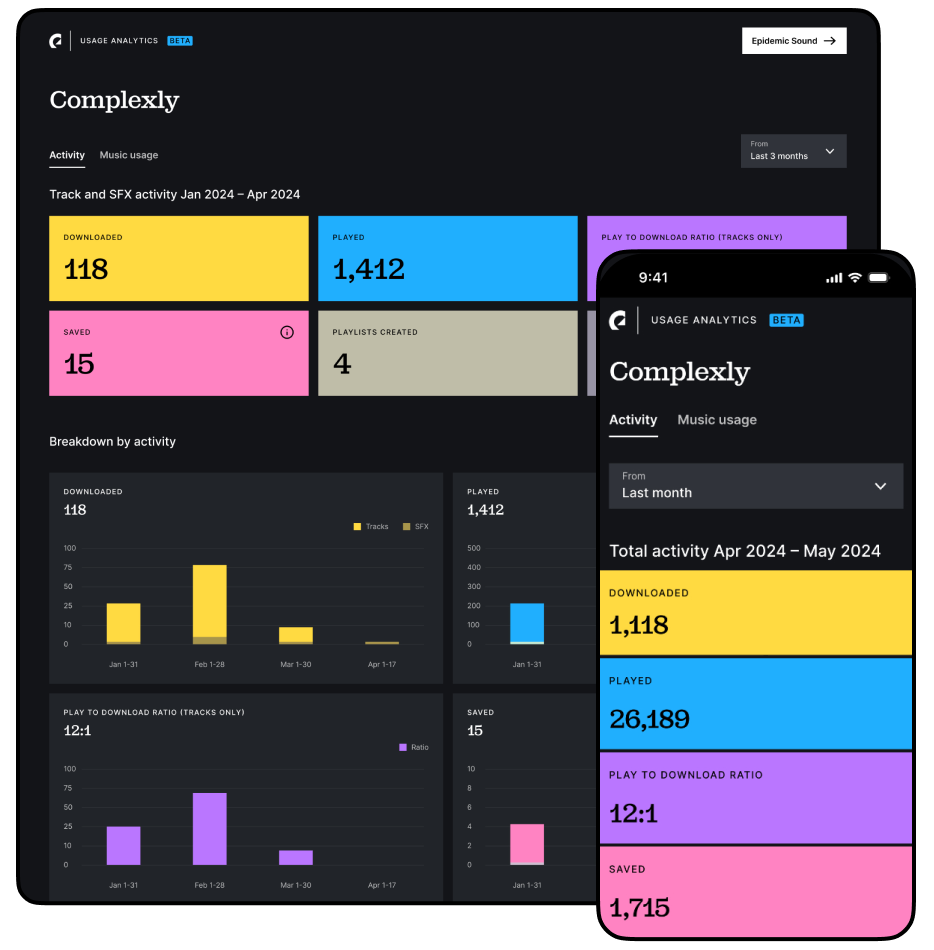 USAGE ANALYTICS BETA
Epidemic Sound →
Complexly
Activity Music usage
From
Last 3 months
Track and SFX activity Jan 2024 – Apr 2024
DOWNLOADED
118
PLAYED
1,412
PLAY TO DOWNLOAD RATIO (TRACKS ONLY)
SAVED
15
PLAYLISTS CREATED
4
Breakdown by activity
DOWNLOADED
118
Tracks SFX
100
75
50
25
10
0
Jan 1-31 Feb 1-28 Mar 1-30 Apr 1-17
PLAYED
1,412
500
400
300
200
100
0
Jan 1-31
PLAY TO DOWNLOAD RATIO (TRACKS ONLY)
12:1
Ratio
100
75
50
25
10
0
Jan 1-31 Feb 1-28 Mar 1-30 Apr 1-17
SAVED
15
10
8
6
4
2
0
Jan 1-31
9:41
USAGE ANALYTICS BETA
Complexly
Activity Music usage
From
Last month
Total activity Apr 2024 – May 2024
DOWNLOADED
1,118
PLAYED
26,189
PLAY TO DOWNLOAD RATIO
12:1
SAVED
1,715